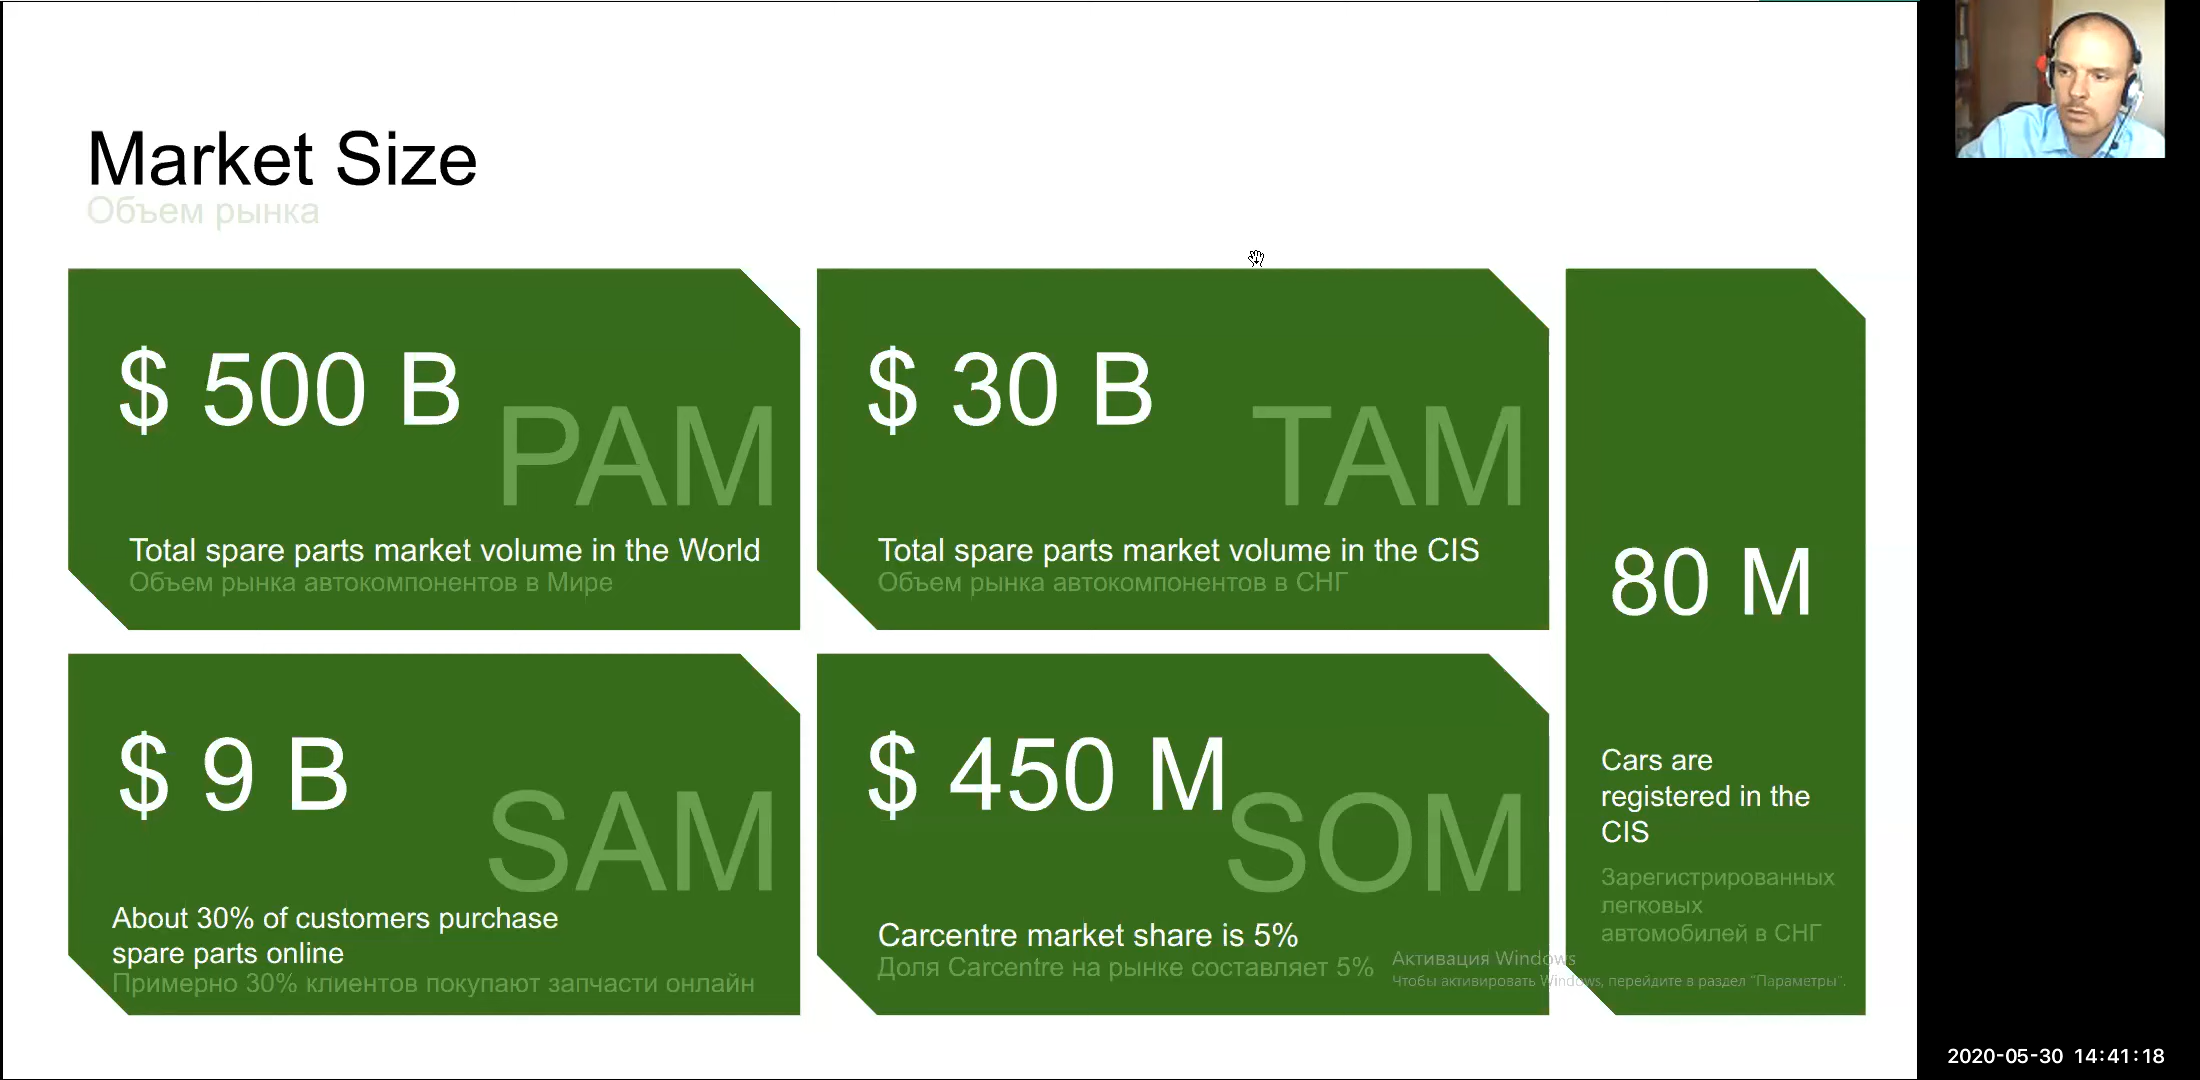 Market Size
Объем рынка
$ 500 B
PAM
Total spare parts market volume in the World
Объем рынка автокомпонентов в Мире
$ 30 B
TAM
Total spare parts market volume in the CIS
Объем рынка автокомпонентов в СНГ
$ 9 B
SAM
About 30% of customers purchase
spare parts online
Примерно 30% клиентов покупают запчасти онлайн
$ 450 M
SOM
Carcentre market share is 5%
Доля Carcentre на рынке составляет 5%
80 M
Cars are
registered in the
CIS
Зарегистрированных
легковых
автомобилей в СНГ
Активация Windows
Чтобы активировать Windows, перейдите в раздел "Параметры".
2020-05-30 14:41:18